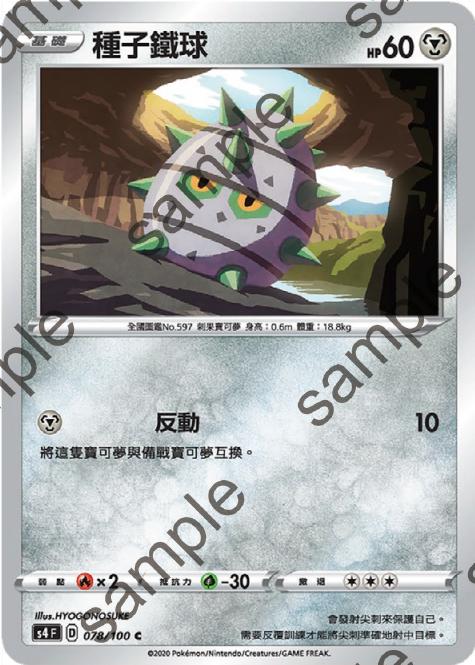 基礎 種子鐵球 HP60
全國圖鑑No.597 刺果寶可夢 身高：0.6m 體重：18.8kg
反動 10
將這隻寶可夢與備戰寶可夢互換。
弱點 ×2 抵抗力 -30 撤退
illus.HYOGONOSUKE
s4 F D 078/100 C
會發射尖刺來保護自己。
需要反覆訓練才能將尖刺準確地射中目標。
©2020 Pokémon/Nintendo/Creatures/GAME FREAK.
sample
sample
sample
sample
sample
sample
sample